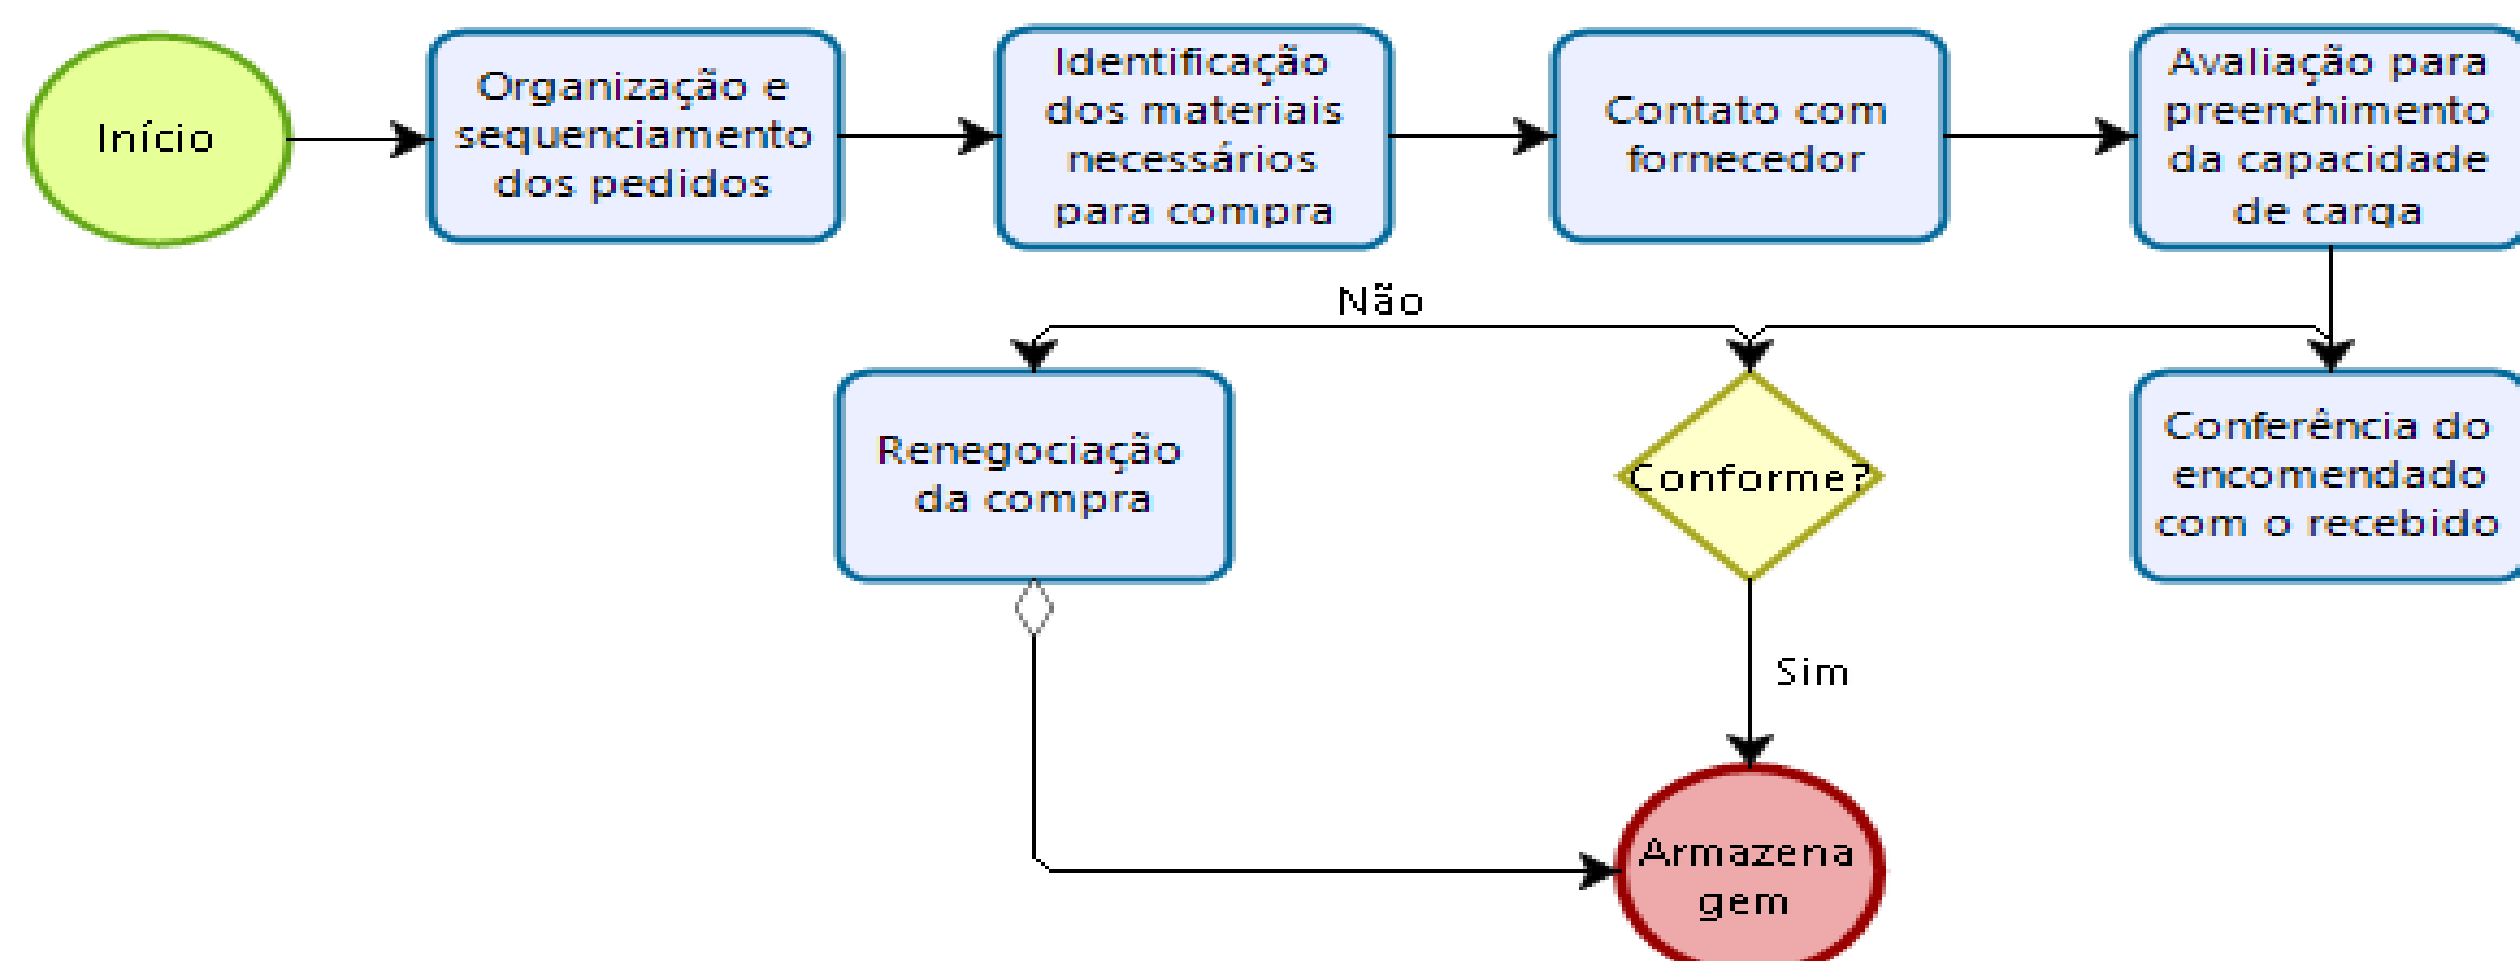 Início
Organização e
sequenciamento
dos pedidos
Identificação
dos materiais
necessários
para compra
Contato com
fornecedor
Avaliação para
preenchimento
da capacidade
de carga
Não
Renegociação
da compra
Conforme?
Conferência do
encomendado
com o recebido
Sim
Armazena
gem